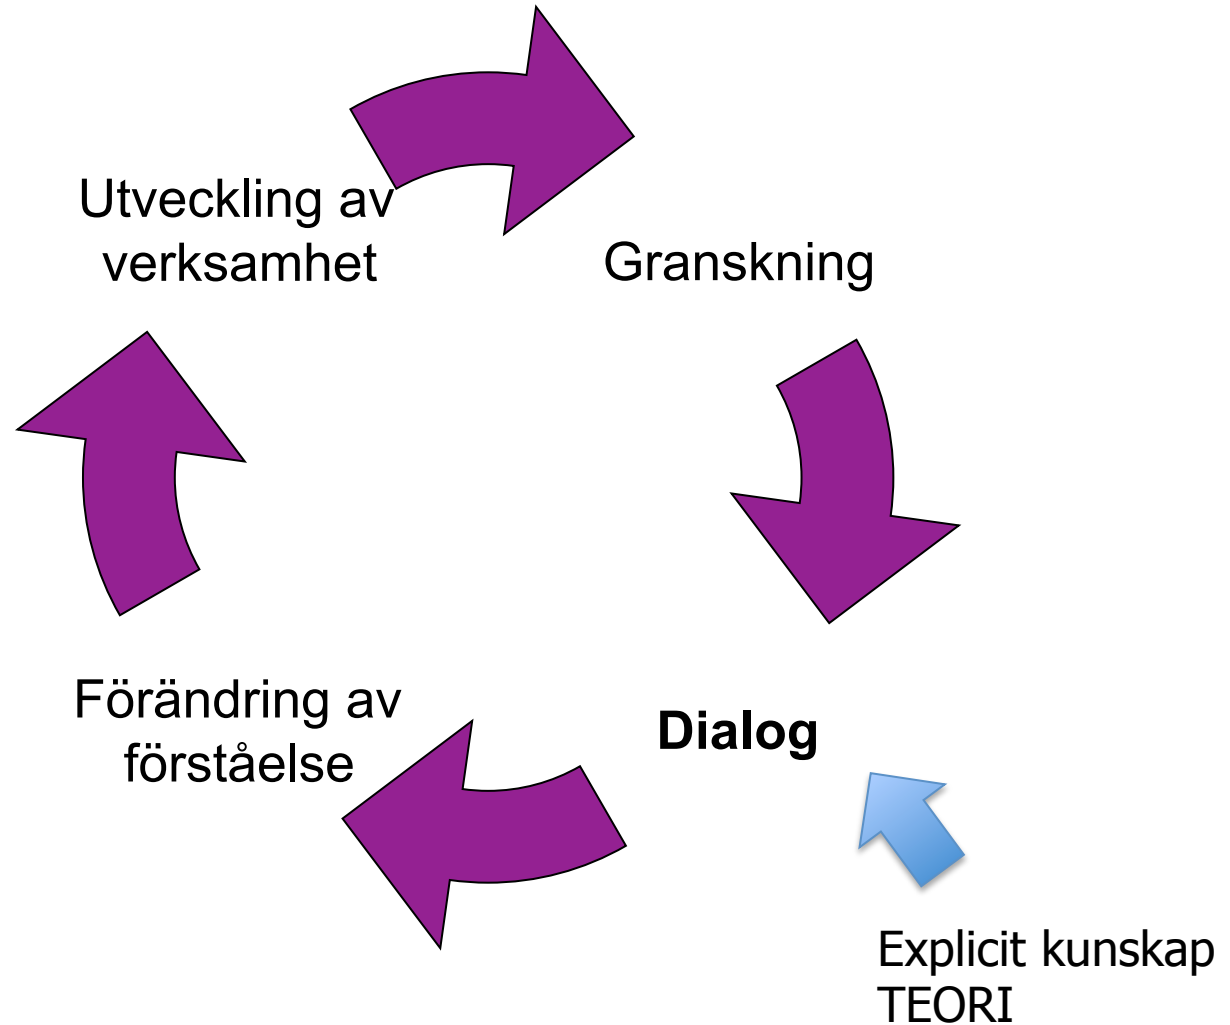 Utveckling av
verksamhet
Granskning
Förändring av
förståelse
Dialog
Explicit kunskap
TEORI